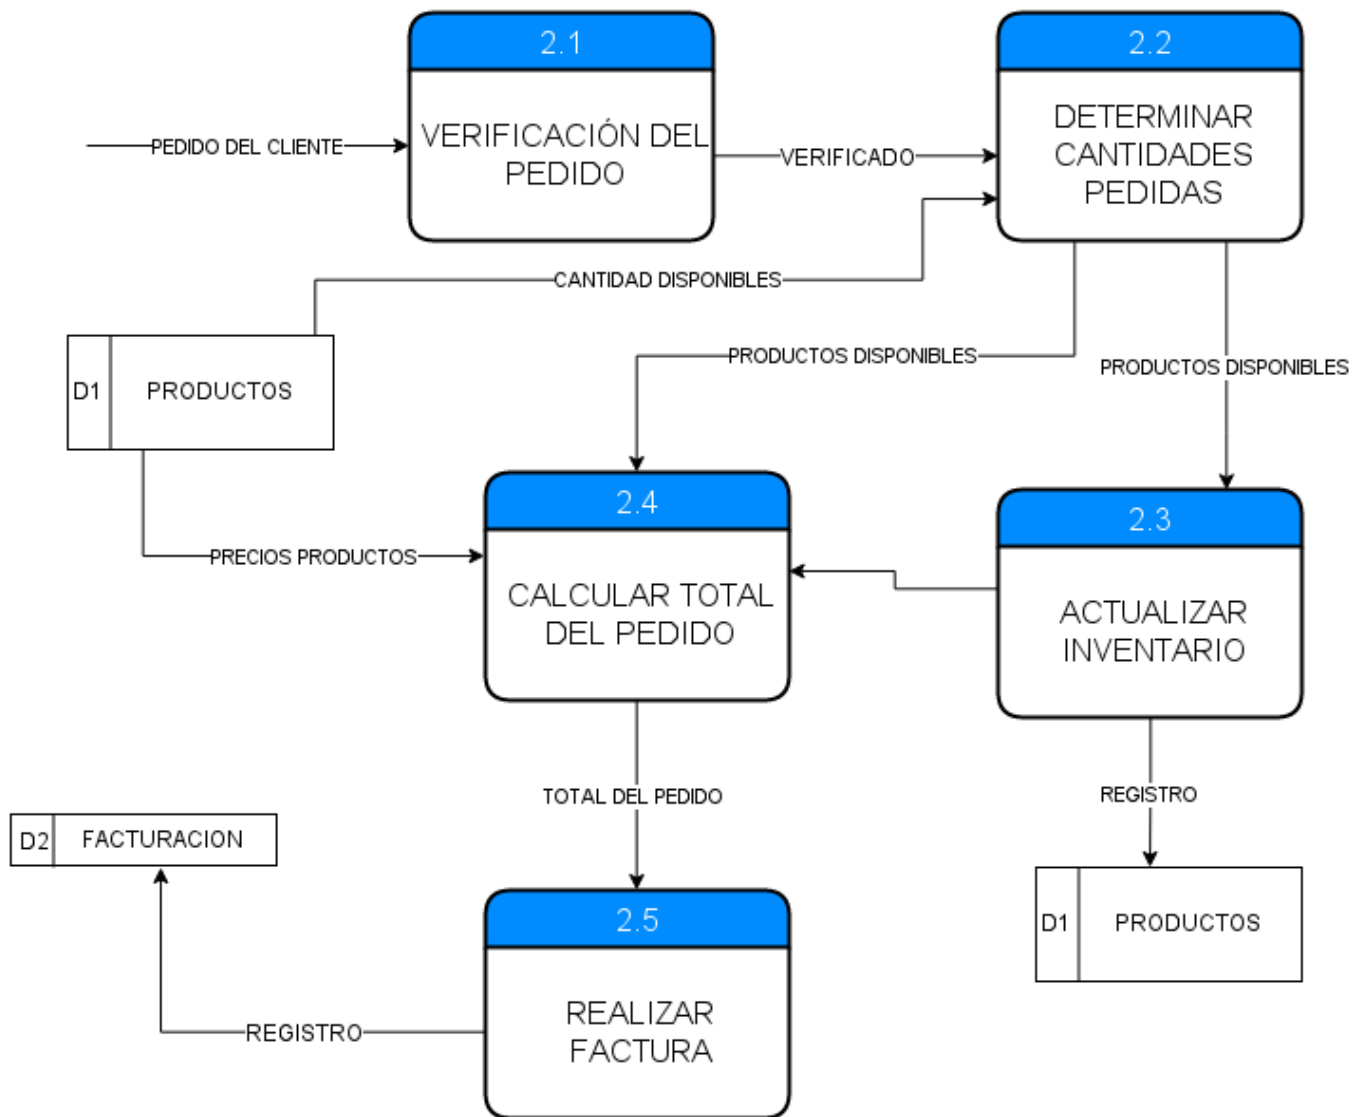 2.1
2.2
PEDIDO DEL CLIENTE
VERIFICACIÓN DEL
PEDIDO
VERIFICADO
DETERMINAR
CANTIDADES
PEDIDAS
CANTIDAD DISPONIBLES
PRODUCTOS DISPONIBLES
PRODUCTOS DISPONIBLES
D1
PRODUCTOS
2.4
2.3
PRECIOS PRODUCTOS
CALCULAR TOTAL
DEL PEDIDO
ACTUALIZAR
INVENTARIO
TOTAL DEL PEDIDO
REGISTRO
D2
FACTURACION
2.5
D1
PRODUCTOS
REALIZAR
FACTURA
REGISTRO